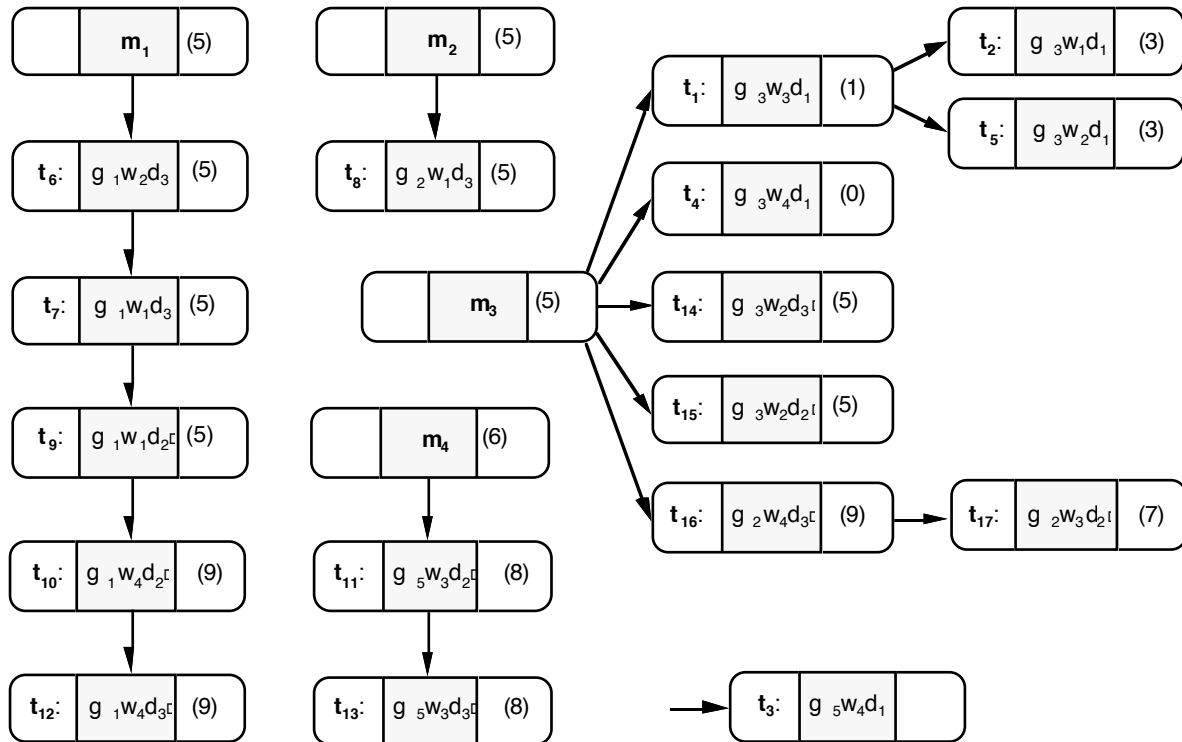 m1 (5)
m2 (5)
t2: g 3w1d1 (3)
t1: g 3w3d1 (1)
t5: g 3w2d1 (3)
t6: g 1w2d3 (5)
t8: g 2w1d3 (5)
t4: g 3w4d1 (0)
t7: g 1w1d3 (5)
m3 (5)
t14: g 3w2d3 (5)
t9: g 1w1d2 (5)
m4 (6)
t15: g 3w2d2 (5)
t16: g 2w4d3 (9)
t17: g 2w3d2 (7)
t10: g 1w4d2 (9)
t11: g 5w3d2 (8)
t12: g 1w4d3 (9)
t13: g 5w3d3 (8)
t3: g 5w4d1